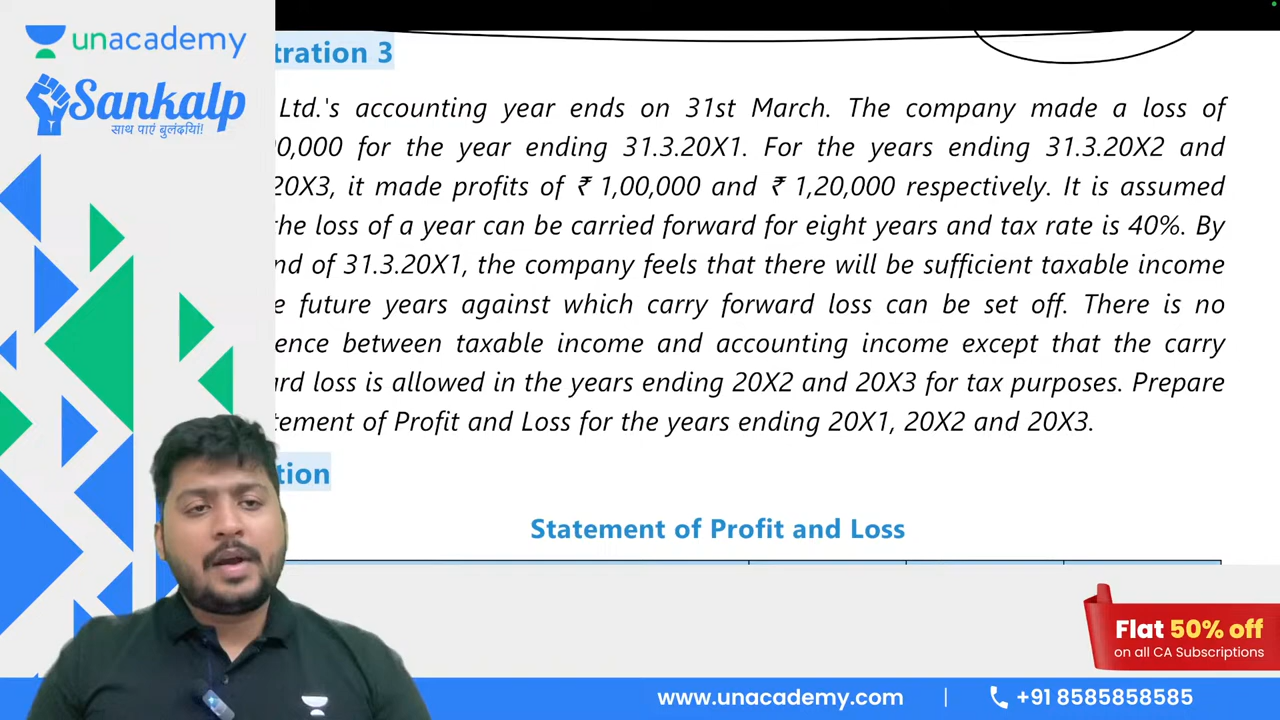 unacademy
Sankalp
साथ पाएं बुलंदियां!
tration 3
Ltd.'s accounting year ends on 31st March. The company made a loss of
00,000 for the year ending 31.3.20X1. For the years ending 31.3.20X2 and
20X3, it made profits of ₹ 1,00,000 and ₹ 1,20,000 respectively. It is assumed
the loss of a year can be carried forward for eight years and tax rate is 40%. By
nd of 31.3.20X1, the company feels that there will be sufficient taxable income
e future years against which carry forward loss can be set off. There is no
ence between taxable income and accounting income except that the carry
ard loss is allowed in the years ending 20X2 and 20X3 for tax purposes. Prepare
tement of Profit and Loss for the years ending 20X1, 20X2 and 20X3.
tion
Statement of Profit and Loss
Flat 50% off
on all CA Subscriptions
www.unacademy.com | +91 8585858585